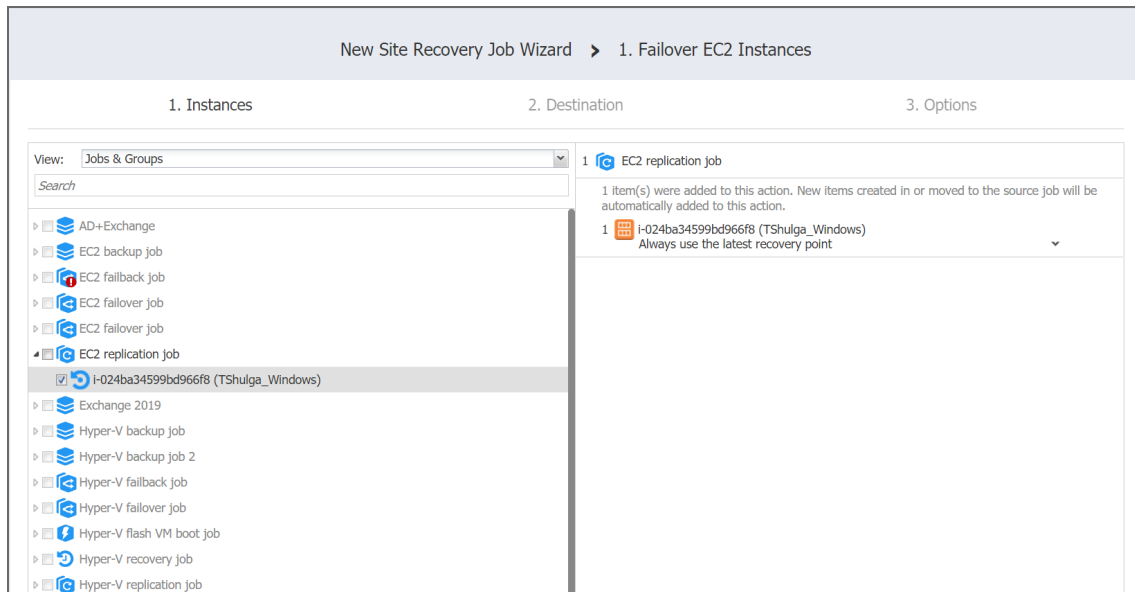 New Site Recovery Job Wizard > 1. Failover EC2 Instances
1. Instances
2. Destination
3. Options
View: Jobs & Groups
Search
AD+Exchange
EC2 backup job
EC2 failback job
EC2 failover job
EC2 failover job
EC2 replication job
i-024ba34599bd966f8 (TShulga_Windows)
Exchange 2019
Hyper-V backup job
Hyper-V backup job 2
Hyper-V failback job
Hyper-V failover job
Hyper-V flash VM boot job
Hyper-V recovery job
Hyper-V replication job
1 EC2 replication job
1 item(s) were added to this action. New items created in or moved to the source job will be
automatically added to this action.
1 i-024ba34599bd966f8 (TShulga_Windows)
Always use the latest recovery point